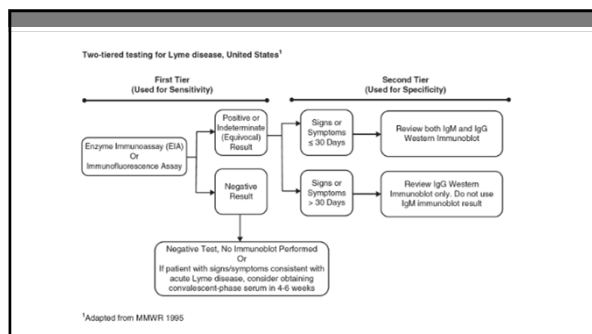 Two-tiered testing for Lyme disease, United States¹
First Tier
(Used for Sensitivity)
Second Tier
(Used for Specificity)
Enzyme Immunoassay (EIA)
Or
Immunofluorescence Assay
Positive or
Indeterminate
(Equivocal)
Result
Negative
Result
Signs or
Symptoms
≤ 30 Days
Signs or
Symptoms
> 30 Days
Review both IgM and IgG
Western Immunoblot
Review IgG Western
Immunoblot only. Do not use
IgM immunoblot result
Negative Test, No Immunoblot Performed
Or
If patient with signs/symptoms consistent with
acute Lyme disease, consider obtaining
convalescent-phase serum in 4-6 weeks
¹Adapted from MMWR 1995